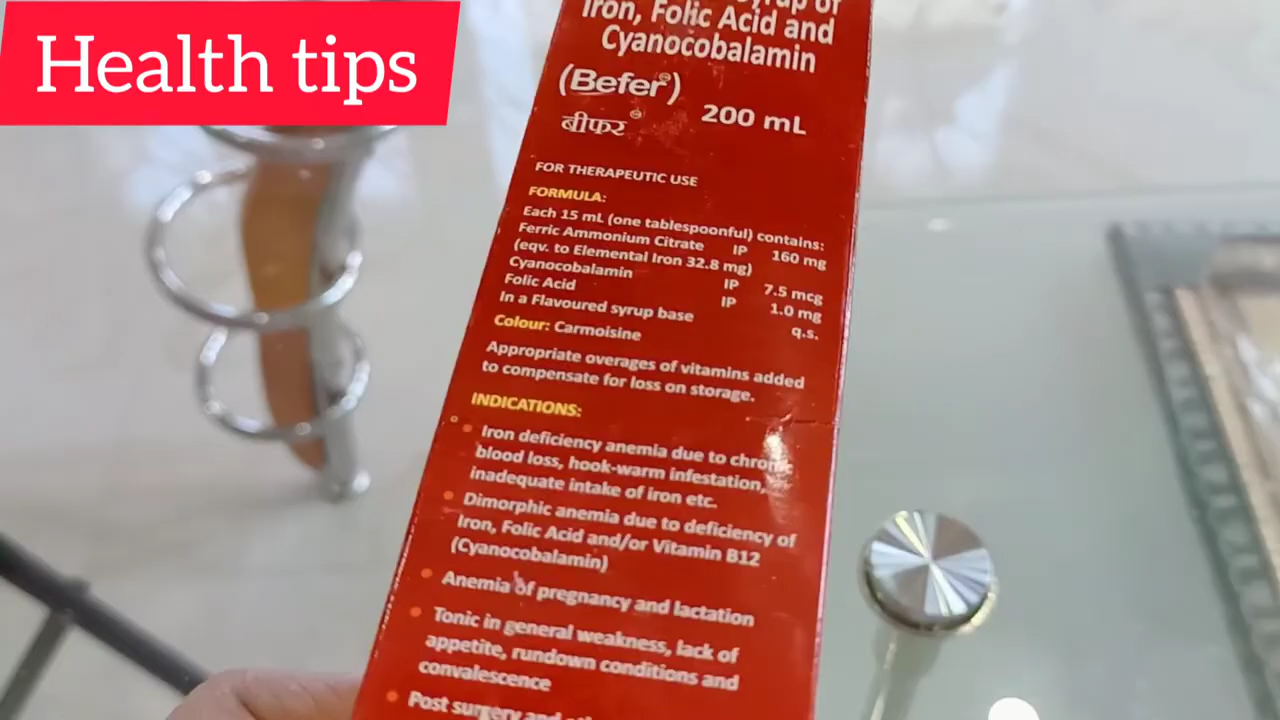 Health tips
Syrup of
Iron, Folic Acid and
Cyanocobalamin
(Befer®)
बीफर®
200 mL
FOR THERAPEUTIC USE
FORMULA:
Each 15 mL (one tablespoonful) contains:
Ferric Ammonium Citrate IP 160 mg
(eqv. to Elemental Iron 32.8 mg)
Cyanocobalamin IP 7.5 mcg
Folic Acid IP 1.0 mg
In a Flavoured syrup base q.s.
Colour: Carmoisine
Appropriate overages of vitamins added
to compensate for loss on storage.
INDICATIONS:
• Iron deficiency anemia due to chronic
blood loss, hook-warm infestation,
inadequate intake of iron etc.
• Dimorphic anemia due to deficiency of
Iron, Folic Acid and/or Vitamin B12
(Cyanocobalamin)
• Anemia of pregnancy and lactation
• Tonic in general weakness, lack of
appetite, rundown conditions and
convalescence
• Post surgery and